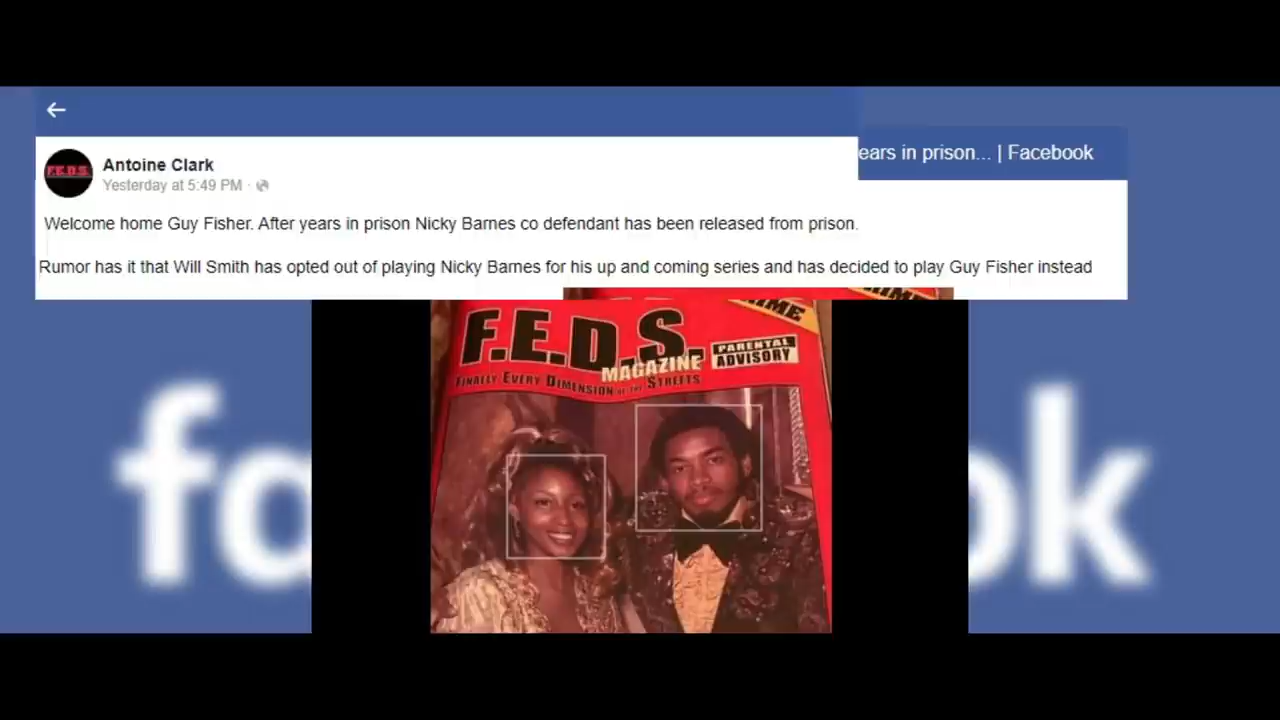 ears in prison... | Facebook
F.E.D.S.
Antoine Clark
Yesterday at 5:49 PM ·
Welcome home Guy Fisher. After years in prison Nicky Barnes co defendant has been released from prison.
Rumor has it that Will Smith has opted out of playing Nicky Barnes for his up and coming series and has decided to play Guy Fisher instead
F.E.D.S.
MAGAZINE
FINALLY EVERY DIMENSION OF THE STREETS
PARENTAL
ADVISORY
fa
ok